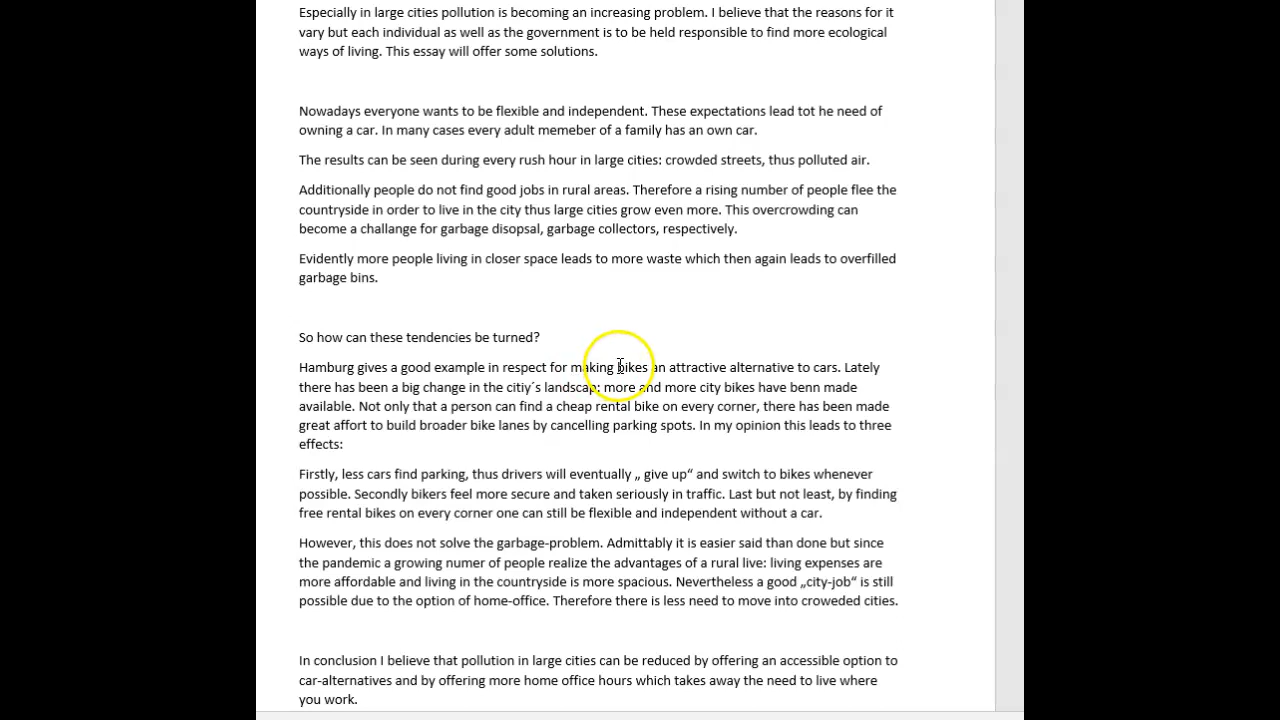 Especially in large cities pollution is becoming an increasing problem. I believe that the reasons for it
vary but each individual as well as the government is to be held responsible to find more ecological
ways of living. This essay will offer some solutions.
Nowadays everyone wants to be flexible and independent. These expectations lead tot he need of
owning a car. In many cases every adult memeber of a family has an own car.
The results can be seen during every rush hour in large cities: crowded streets, thus polluted air.
Additionally people do not find good jobs in rural areas. Therefore a rising number of people flee the
countryside in order to live in the city thus large cities grow even more. This overcrowding can
become a challange for garbage disopsal, garbage collectors, respectively.
Evidently more people living in closer space leads to more waste which then again leads to overfilled
garbage bins.
So how can these tendencies be turned?
Hamburg gives a good example in respect for making bikes an attractive alternative to cars. Lately
there has been a big change in the citiy´s landscap: more and more city bikes have benn made
available. Not only that a person can find a cheap rental bike on every corner, there has been made
great affort to build broader bike lanes by cancelling parking spots. In my opinion this leads to three
effects:
Firstly, less cars find parking, thus drivers will eventually „ give up“ and switch to bikes whenever
possible. Secondly bikers feel more secure and taken seriously in traffic. Last but not least, by finding
free rental bikes on every corner one can still be flexible and independent without a car.
However, this does not solve the garbage-problem. Admittably it is easier said than done but since
the pandemic a growing numer of people realize the advantages of a rural live: living expenses are
more affordable and living in the countryside is more spacious. Nevertheless a good „city-job“ is still
possible due to the option of home-office. Therefore there is less need to move into croweded cities.
In conclusion I believe that pollution in large cities can be reduced by offering an accessible option to
car-alternatives and by offering more home office hours which takes away the need to live where
you work.